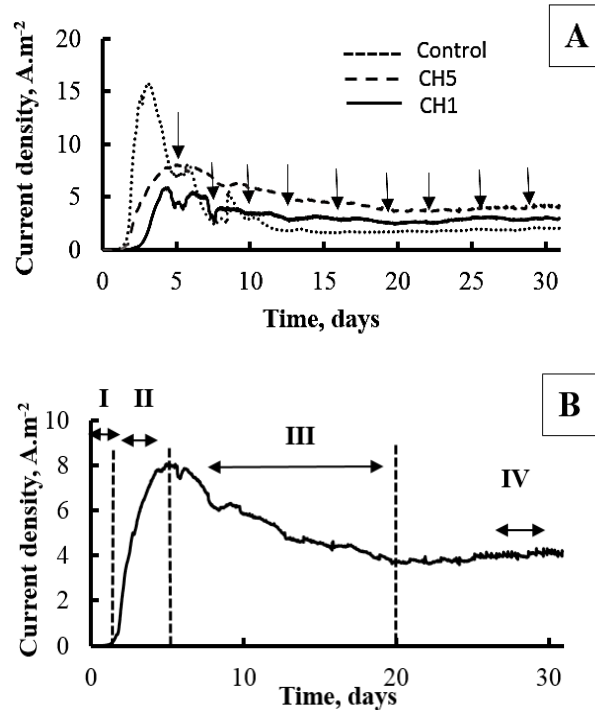 A
20
15
10
5
0
Current density, A.m⁻²
Control
CH5
CH1
0 5 10 15 20 25 30
Time, days
B
I II
III
IV
10
8
6
4
2
0
Current density, A.m⁻²
0 10 20 30
Time, days